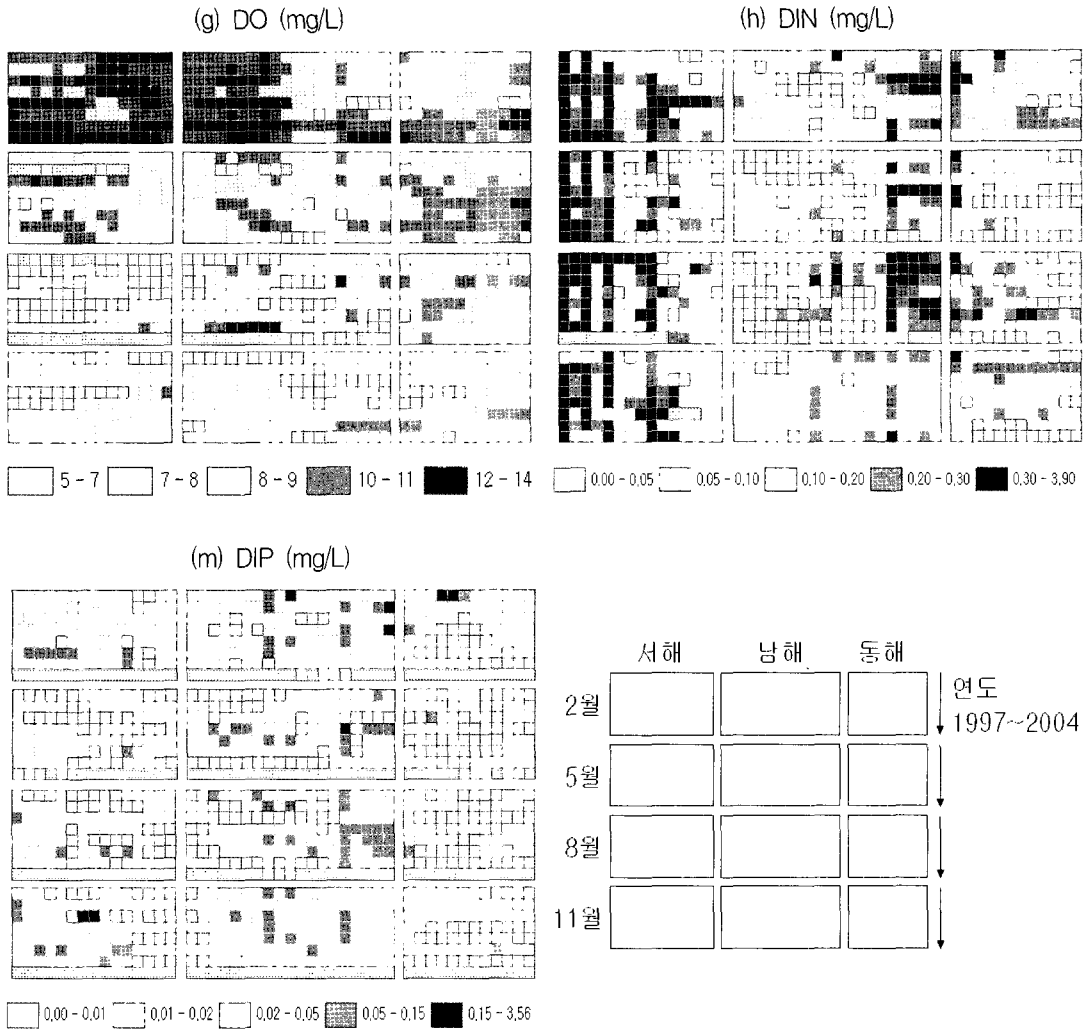 (g) DO (mg/L)
(h) DIN (mg/L)
5 - 7 7 - 8 8 - 9 10 - 11 12 - 14
0.00 - 0.05 0.05 - 0.10 0.10 - 0.20 0.20 - 0.30 0.30 - 3.90
(m) DIP (mg/L)
서해 남해 동해
2월
연도
1997~2004
5월
8월
11월
0.00 - 0.01 0.01 - 0.02 0.02 - 0.05 0.05 - 0.15 0.15 - 3.56